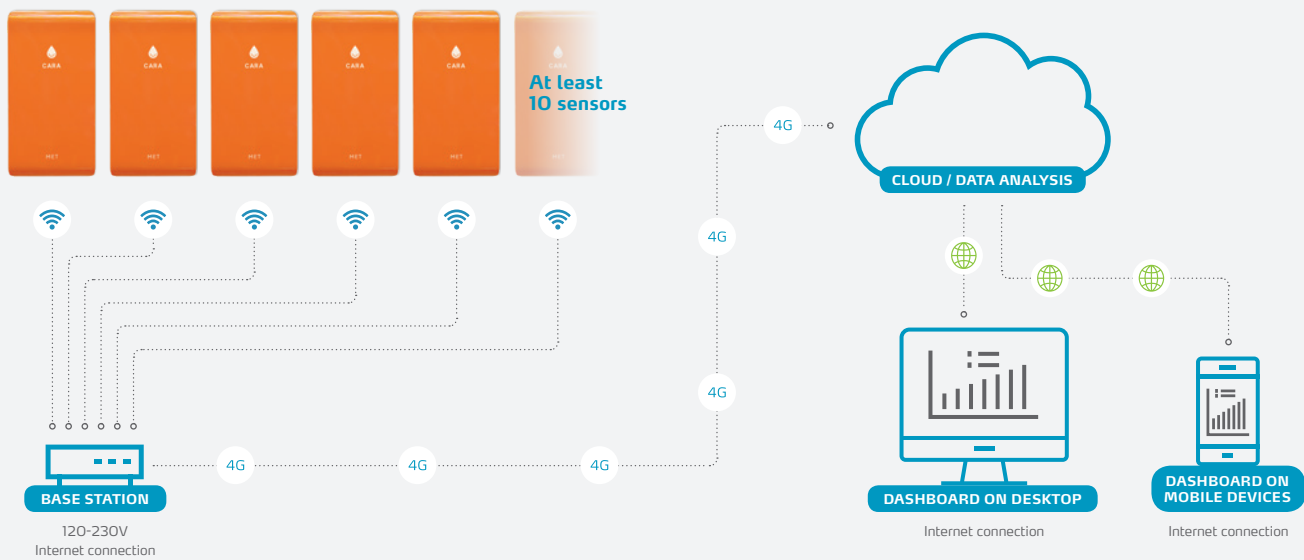 CARA
CARA
CARA
CARA
CARA
CARA
At least
10 sensors
MET
MET
MET
MET
MET
MET
4G
4G
4G
4G
4G
4G
CLOUD / DATA ANALYSIS
BASE STATION
120-230V
Internet connection
DASHBOARD ON DESKTOP
Internet connection
DASHBOARD ON
MOBILE DEVICES
Internet connection